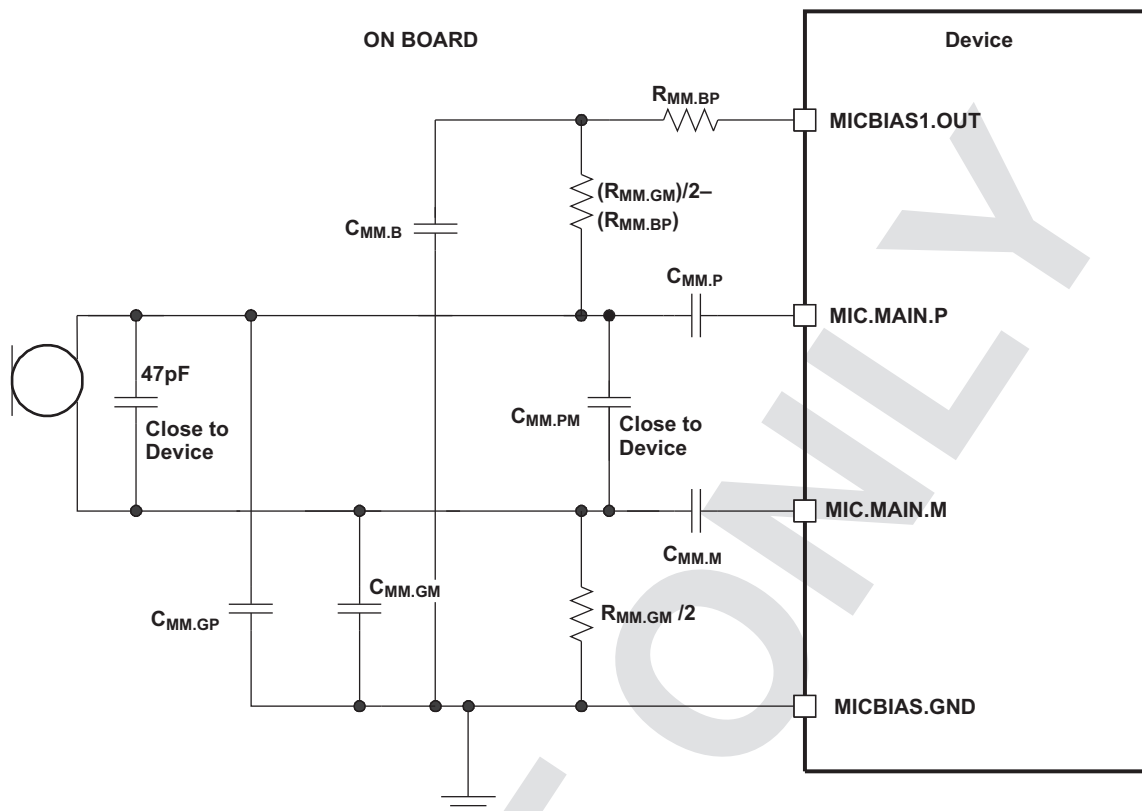 ON BOARD
Device
RMM.BP
MICBIAS1.OUT
(RMM.GM)/2–
(RMM.BP)
CMM.B
CMM.P
MIC.MAIN.P
47pF
Close to
Device
CMM.PM
Close to
Device
MIC.MAIN.M
CMM.M
CMM.GM
CMM.GP
RMM.GM /2
MICBIAS.GND
ONLY